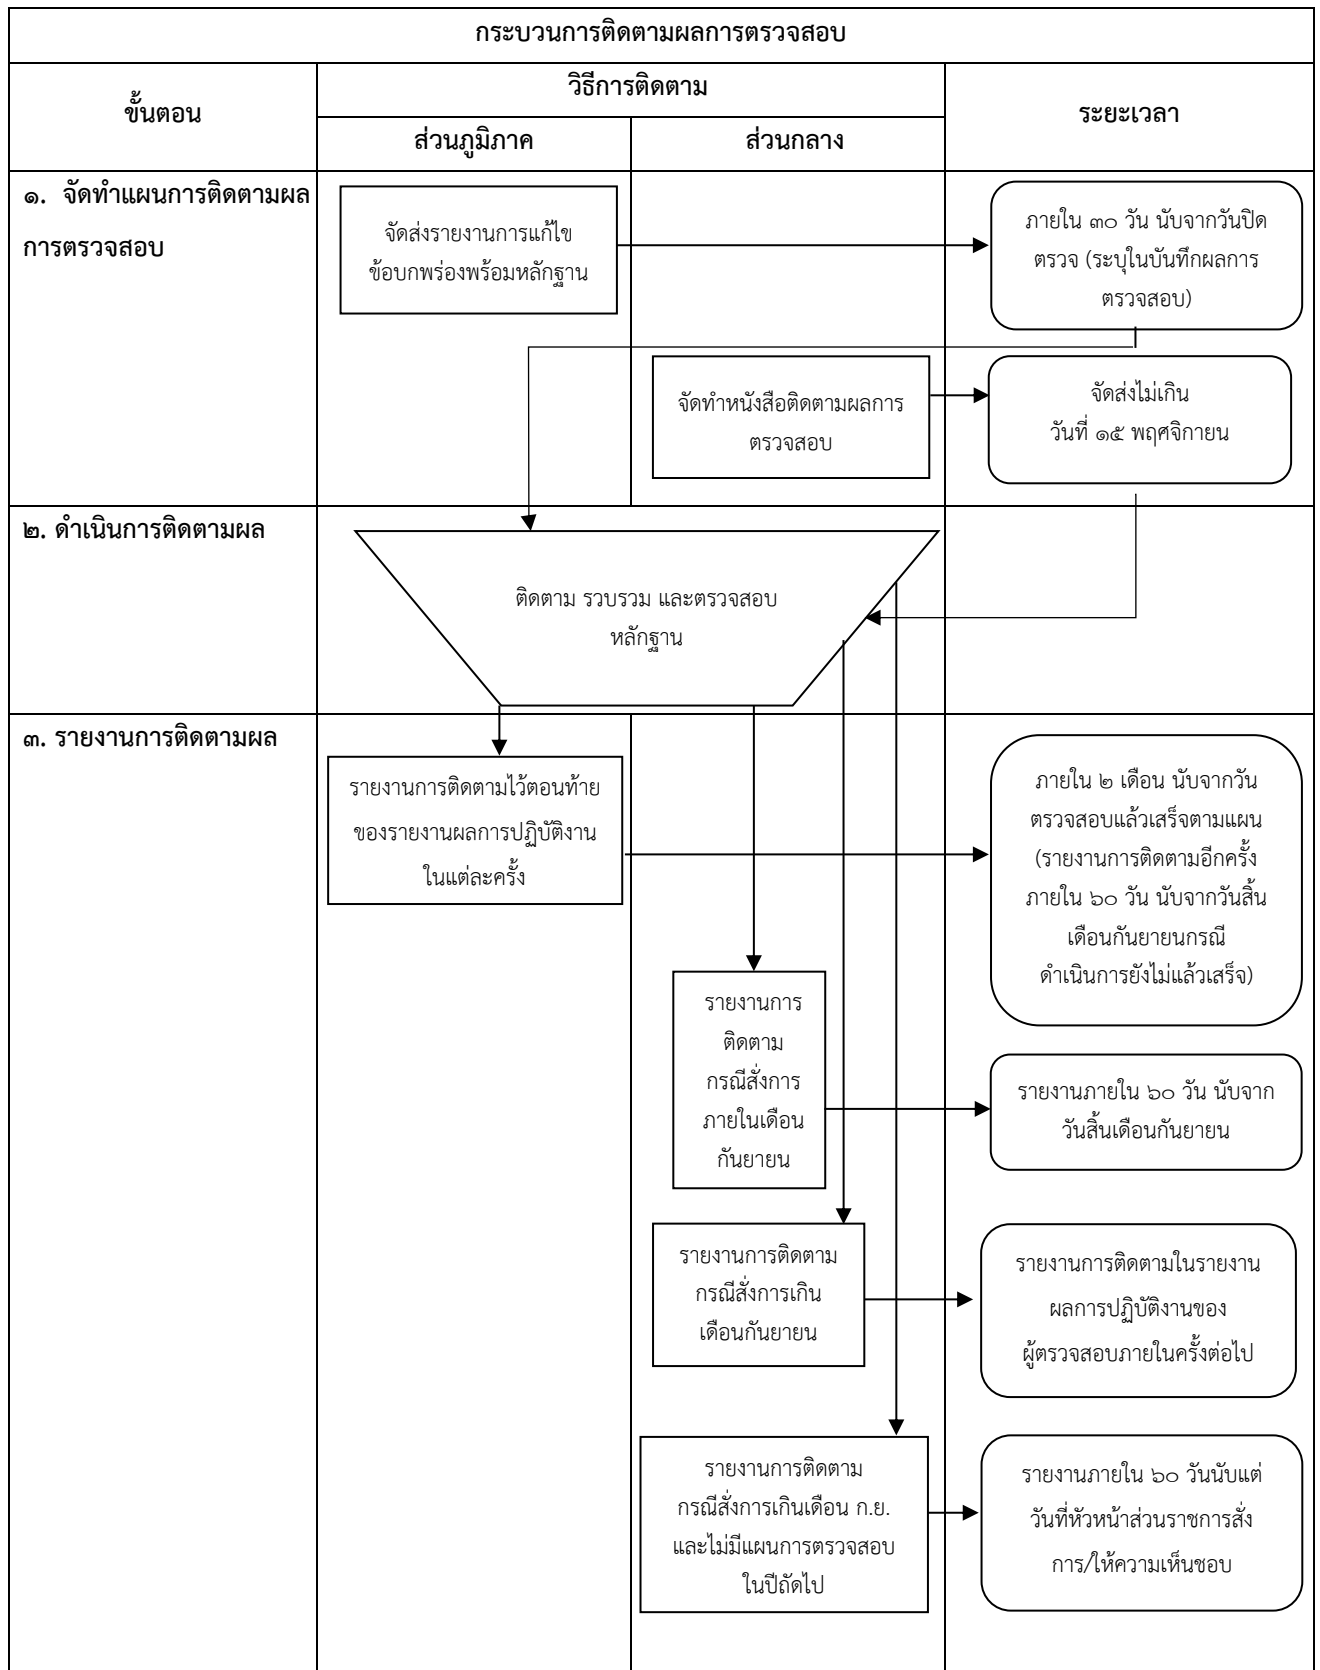 กระบวนการติดตามผลการตรวจสอบ
ขั้นตอน
วิธีการติดตาม
ระยะเวลา
ส่วนภูมิภาค
ส่วนกลาง
๑. จัดทำแผนการติดตามผล
การตรวจสอบ
จัดส่งรายงานการแก้ไข
ข้อบกพร่องพร้อมหลักฐาน
ภายใน ๓๐ วัน นับจากวันปิด
ตรวจ (ระบุในบันทึกผลการ
ตรวจสอบ)
จัดทำหนังสือติดตามผลการ
ตรวจสอบ
จัดส่งไม่เกิน
วันที่ ๑๕ พฤศจิกายน
๒. ดำเนินการติดตามผล
ติดตาม รวบรวม และตรวจสอบ
หลักฐาน
๓. รายงานการติดตามผล
รายงานการติดตามไว้ตอนท้าย
ของรายงานผลการปฏิบัติงาน
ในแต่ละครั้ง
ภายใน ๒ เดือน นับจากวัน
ตรวจสอบแล้วเสร็จตามแผน
(รายงานการติดตามอีกครั้ง
ภายใน ๖๐ วัน นับจากวันสิ้น
เดือนกันยายนกรณี
ดำเนินการยังไม่แล้วเสร็จ)
รายงานการ
ติดตาม
กรณีสั่งการ
ภายในเดือน
กันยายน
รายงานภายใน ๖๐ วัน นับจาก
วันสิ้นเดือนกันยายน
รายงานการติดตาม
กรณีสั่งการเกิน
เดือนกันยายน
รายงานการติดตามในรายงาน
ผลการปฏิบัติงานของ
ผู้ตรวจสอบภายในครั้งต่อไป
รายงานการติดตาม
กรณีสั่งการเกินเดือน ก.ย.
และไม่มีแผนการตรวจสอบ
ในปีถัดไป
รายงานภายใน ๖๐ วันนับแต่
วันที่หัวหน้าส่วนราชการสั่ง
การ/ให้ความเห็นชอบ